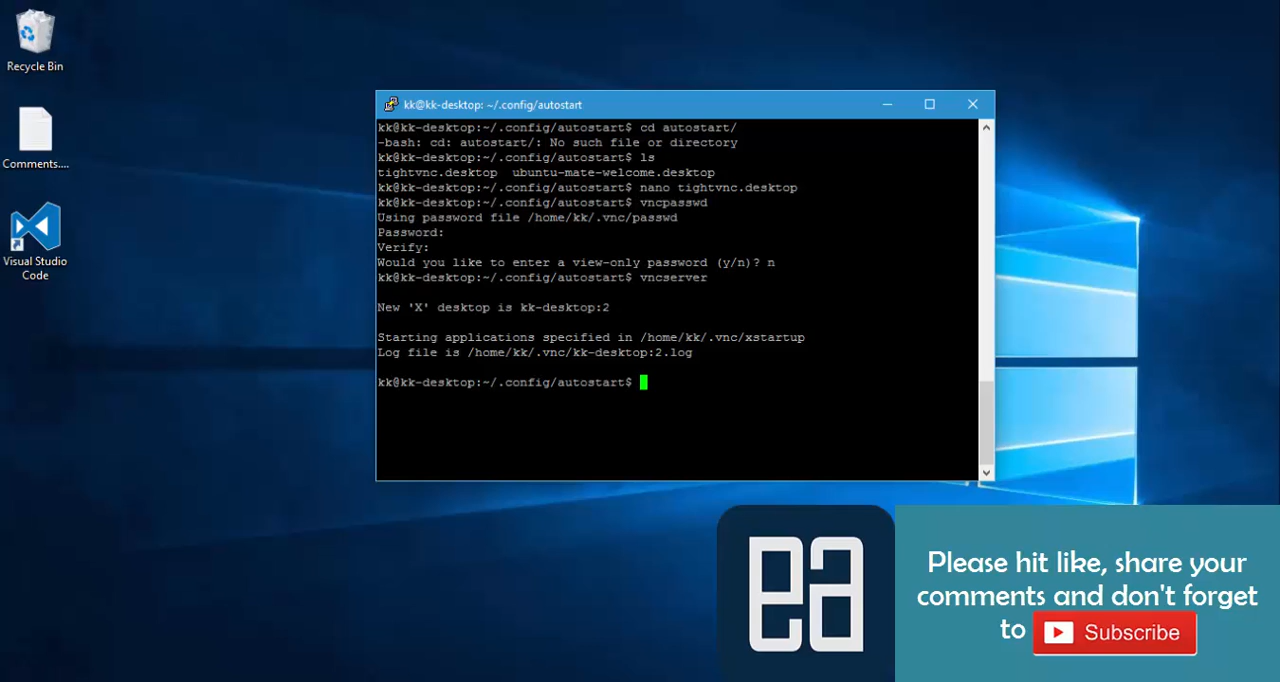 Recycle Bin
Comments....
Visual Studio
Code
kk@kk-desktop: ~/.config/autostart
kk@kk-desktop:~/.config/autostart$ cd autostart/
-bash: cd: autostart/: No such file or directory
kk@kk-desktop:~/.config/autostart$ ls
tightvnc.desktop  ubuntu-mate-welcome.desktop
kk@kk-desktop:~/.config/autostart$ nano tightvnc.desktop
kk@kk-desktop:~/.config/autostart$ vncpasswd
Using password file /home/kk/.vnc/passwd
Password:
Verify:
Would you like to enter a view-only password (y/n)? n
kk@kk-desktop:~/.config/autostart$ vncserver
New 'X' desktop is kk-desktop:2
Starting applications specified in /home/kk/.vnc/xstartup
Log file is /home/kk/.vnc/kk-desktop:2.log
kk@kk-desktop:~/.config/autostart$
ea
Please hit like, share your
comments and don't forget
to Subscribe